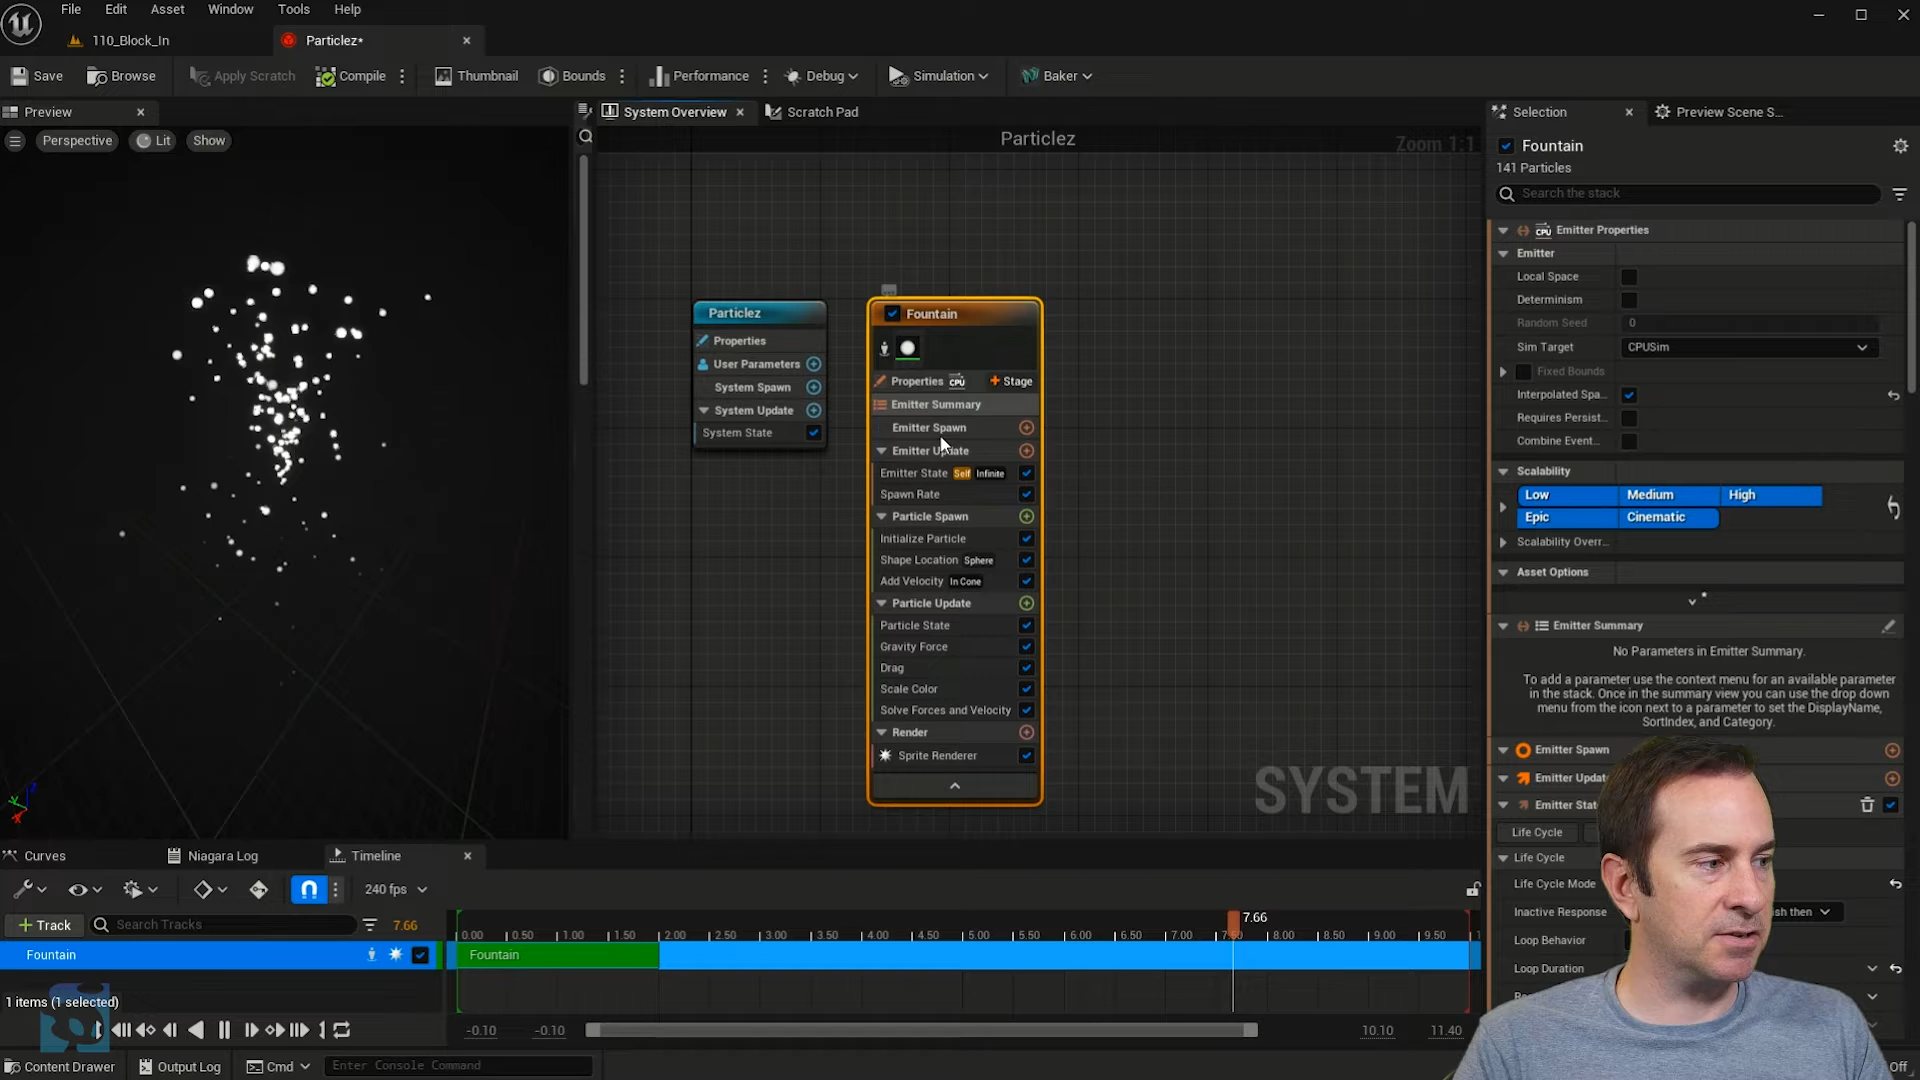 File Edit Asset Window Tools Help
110_Block_In
Particlez*
Save Browse Apply Scratch Compile Thumbnail Bounds Performance Debug Simulation Baker
Preview
Perspective Lit Show
System Overview Scratch Pad
Particlez
Zoom 1:1
Particlez
Properties
User Parameters
System Spawn
System Update
System State
Fountain
Properties CPU Stage
Emitter Summary
Emitter Spawn
Emitter Update
Emitter State Self Infinite
Spawn Rate
Particle Spawn
Initialize Particle
Shape Location Sphere
Add Velocity In Cone
Particle Update
Particle State
Gravity Force
Drag
Scale Color
Solve Forces and Velocity
Render
Sprite Renderer
SYSTEM
Selection Preview Scene S...
Fountain
141 Particles
Search the stack
CPU Emitter Properties
Emitter
Local Space
Determinism
Random Seed 0
Sim Target CPUSim
Fixed Bounds
Interpolated Spa...
Requires Persist...
Combine Event...
Scalability
Low Medium High
Epic Cinematic
Scalability Overr...
Asset Options
Emitter Summary
No Parameters in Emitter Summary.
To add a parameter use the context menu for an available parameter
in the stack. Once in the summary view you can use the drop down
menu from the icon next to a parameter to set the DisplayName,
SortIndex, and Category.
Emitter Spawn
Emitter Updat
Emitter Stat
Life Cycle
Life Cycle
Life Cycle Mode
Inactive Response ish then
Loop Behavior
Loop Duration
Curves Niagara Log Timeline
240 fps
Track Search Tracks 7.66
7.66
0.00 0.50 1.00 1.50 2.00 2.50 3.00 3.50 4.00 4.50 5.00 5.50 6.00 6.50 7.00 8.00 8.50 9.00 9.50
Fountain
Fountain
1 items (1 selected)
-0.10 -0.10 10.10 11.40
Content Drawer Output Log Cmd Enter Console Command
Off